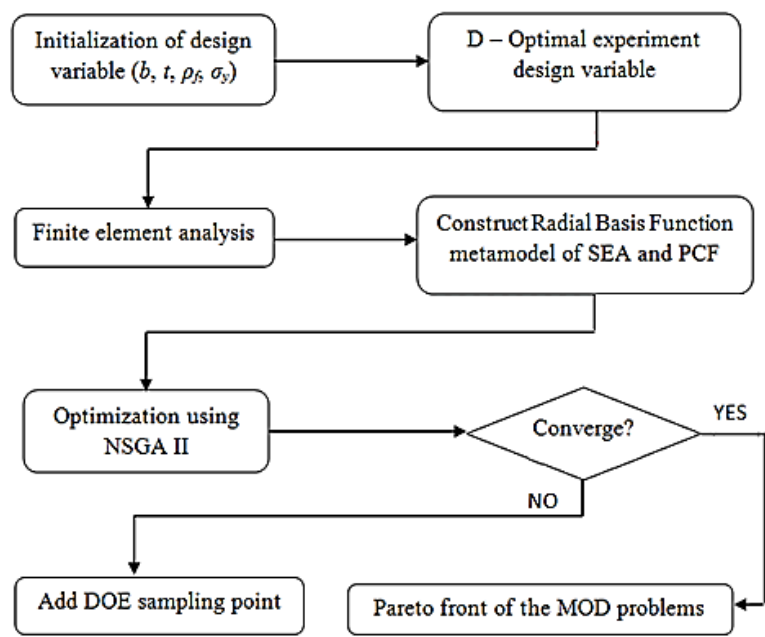 Initialization of design
variable (b, t, ρf, σy)
D – Optimal experiment
design variable
Finite element analysis
Construct Radial Basis Function
metamodel of SEA and PCF
Optimization using
NSGA II
Converge?
YES
NO
Add DOE sampling point
Pareto front of the MOD problems